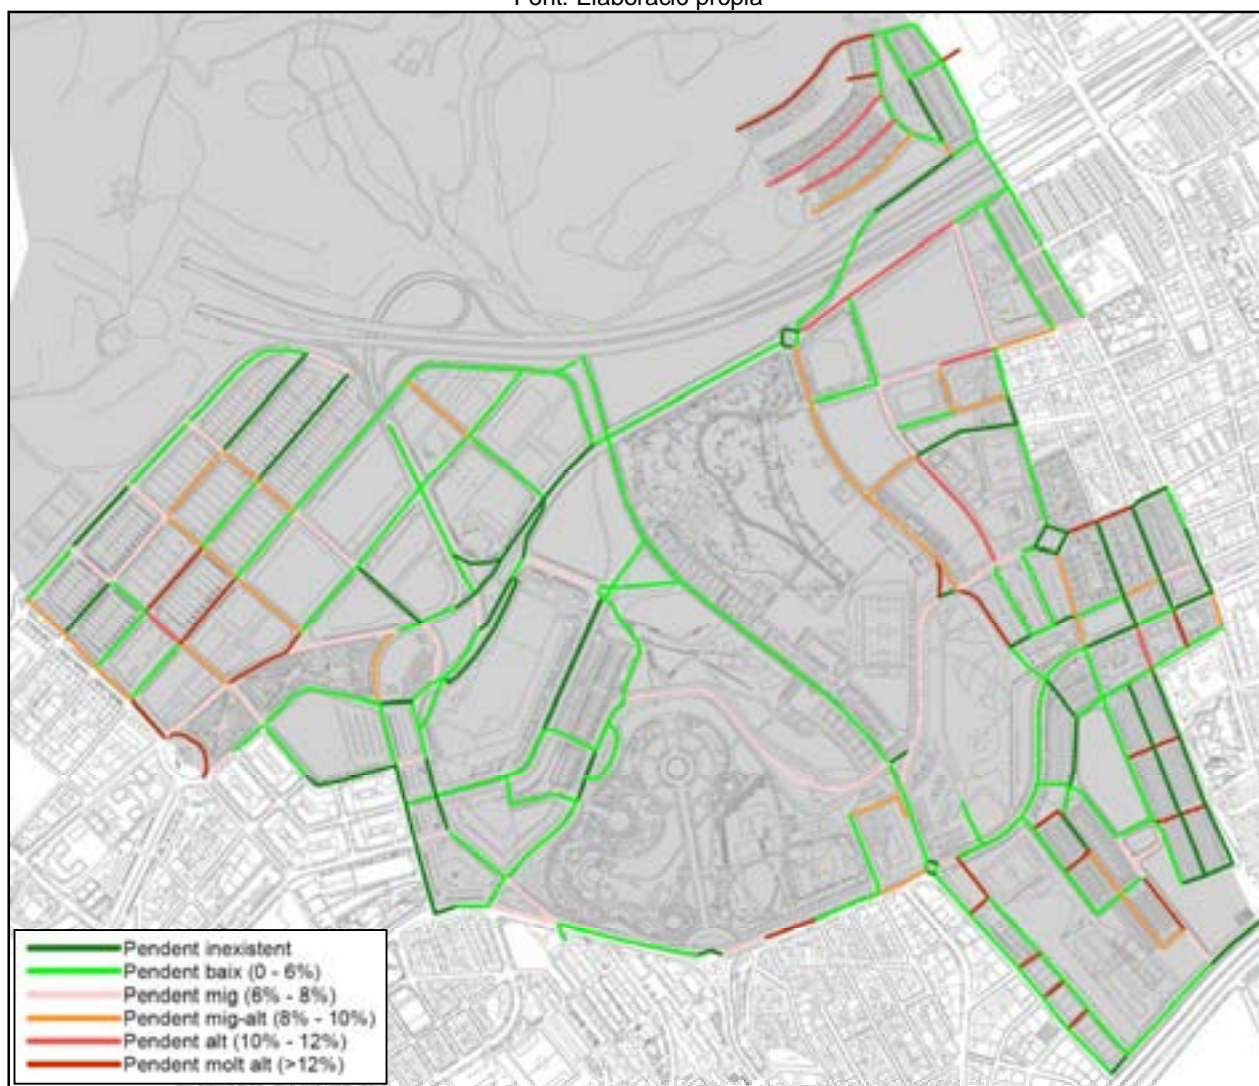 Font: Elaboració pròpia
Pendent inexistent
Pendent baix (0 - 6%)
Pendent mig (6% - 8%)
Pendent mig-alt (8% - 10%)
Pendent alt (10% - 12%)
Pendent molt alt (>12%)